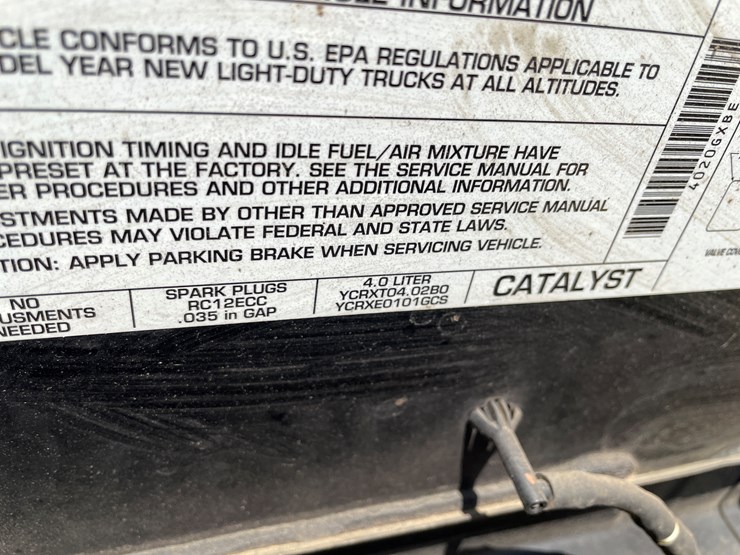 INFORMATION
CLE CONFORMS TO U.S. EPA REGULATIONS APPLICABLE TO
DEL YEAR NEW LIGHT-DUTY TRUCKS AT ALL ALTITUDES.
IGNITION TIMING AND IDLE FUEL/AIR MIXTURE HAVE
PRESET AT THE FACTORY. SEE THE SERVICE MANUAL FOR
ER PROCEDURES AND OTHER ADDITIONAL INFORMATION.
STMENTS MADE BY OTHER THAN APPROVED SERVICE MANUAL
CEDURES MAY VIOLATE FEDERAL AND STATE LAWS.
TION: APPLY PARKING BRAKE WHEN SERVICING VEHICLE.
NO
USMENTS
NEEDED
SPARK PLUGS
RC12ECC
.035 in GAP
4.0 LITER
YCRXT04.02B0
YCRXE0101GCS
CATALYST
4020GXBE